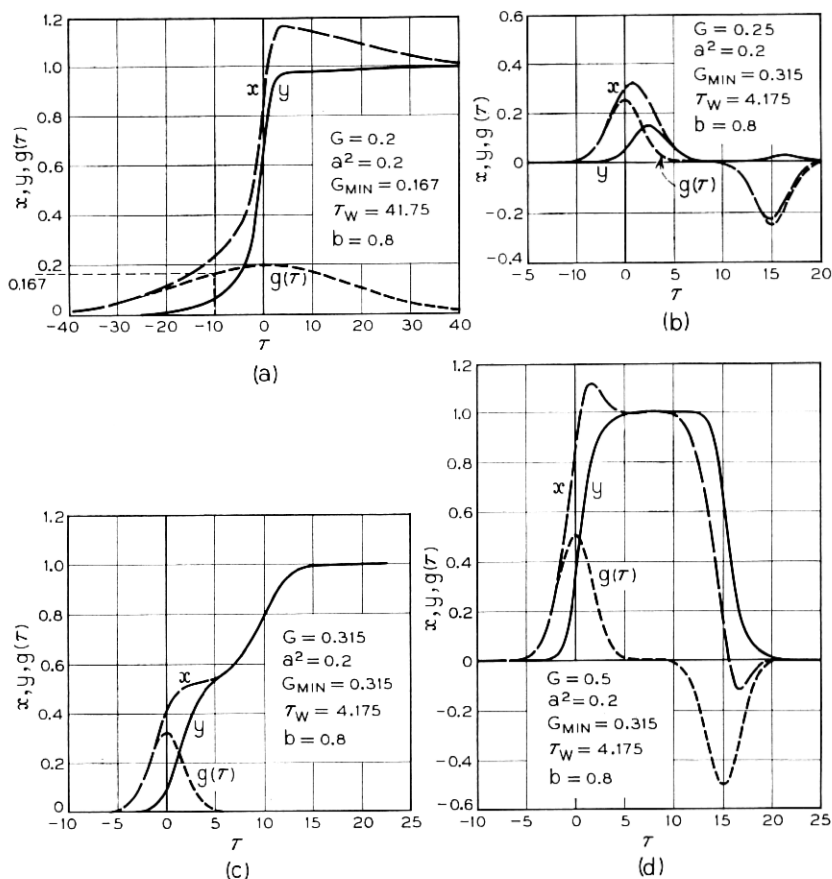 x, y, g(τ)
1.2
1.0
0.8
0.6
0.4
0.2
0.167
0
x
y
g(τ)
G = 0.2
a² = 0.2
G_MIN = 0.167
τ_W = 41.75
b = 0.8
-40 -30 -20 -10 0 10 20 30 40
τ
(a)
x, y, g(τ)
0.6
0.4
0.2
0
-0.2
-0.4
x
y
g(τ)
G = 0.25
a² = 0.2
G_MIN = 0.315
τ_W = 4.175
b = 0.8
-5 0 5 10 15 20
τ
(b)
x, y, g(τ)
1.2
1.0
0.8
0.6
0.4
0.2
0
x
y
g(τ)
G = 0.315
a² = 0.2
G_MIN = 0.315
τ_W = 4.175
b = 0.8
-10 -5 0 5 10 15 20 25
τ
(c)
x, y, g(τ)
1.2
1.0
0.8
0.6
0.4
0.2
0
-0.2
-0.4
-0.6
x
y
g(τ)
G = 0.5
a² = 0.2
G_MIN = 0.315
τ_W = 4.175
b = 0.8
-10 -5 0 5 10 15 20 25
τ
(d)